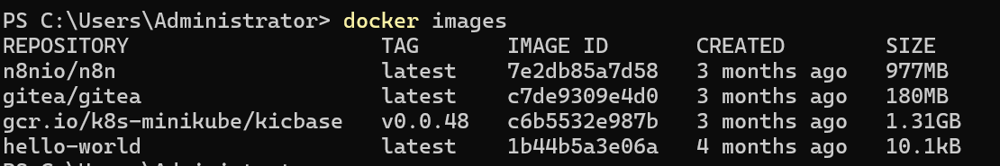 PS C:\Users\Administrator> docker images
REPOSITORY TAG IMAGE ID CREATED SIZE
n8nio/n8n latest 7e2db85a7d58 3 months ago 977MB
gitea/gitea latest c7de9309e4d0 3 months ago 180MB
gcr.io/k8s-minikube/kicbase v0.0.48 c6b5532e987b 3 months ago 1.31GB
hello-world latest 1b44b5a3e06a 4 months ago 10.1kB